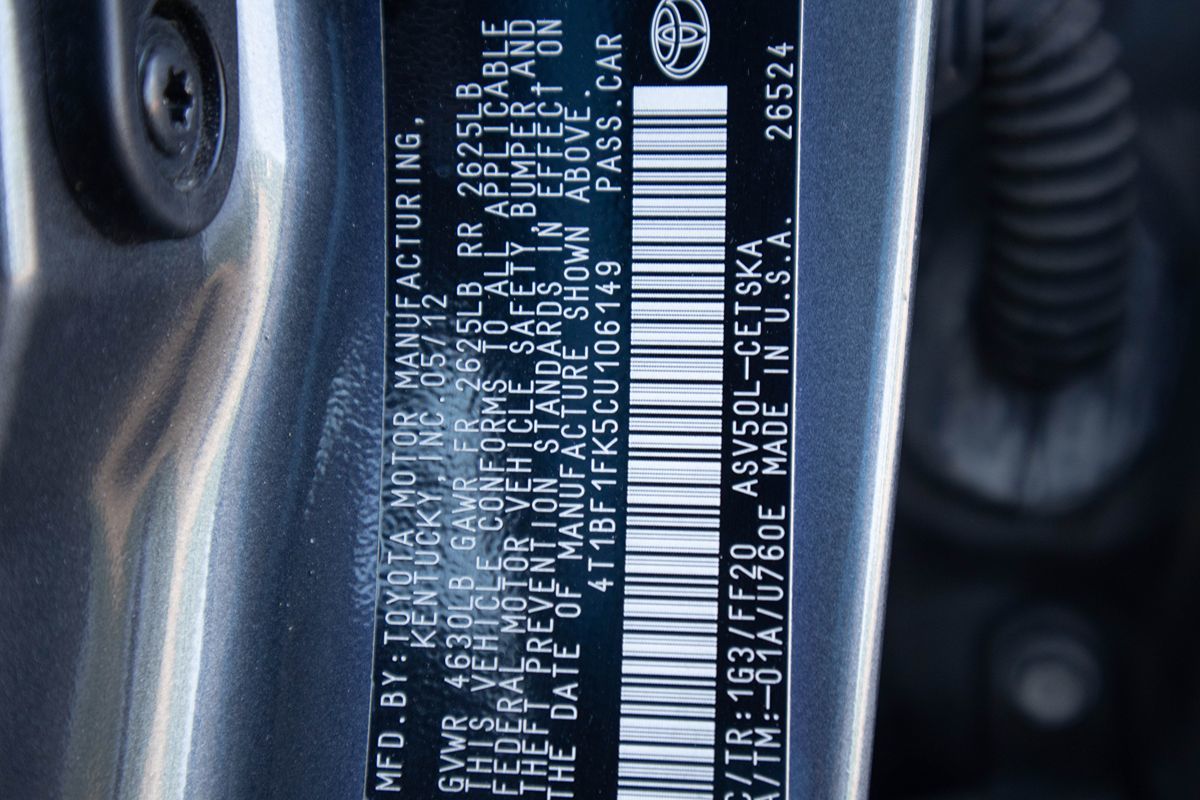 MFD.BY:TOYOTA MOTOR MANUFACTURING,
KENTUCKY,INC.05/12
GVWR 4630LB GAWR FR 2625LB RR 2625LB
THIS VEHICLE CONFORMS TO ALL APPLICABLE
FEDERAL MOTOR VEHICLE SAFETY,BUMPER,AND
THEFT PREVENTION STANDARDS IN EFFECT ON
THE DATE OF MANUFACTURE SHOWN ABOVE.
4T1BF1FK5CU106149 PASS.CAR
C/TR:1G3/FF20 ASV50L-CETSKA 26524
A/TM:-01A/U760E MADE IN U.S.A.